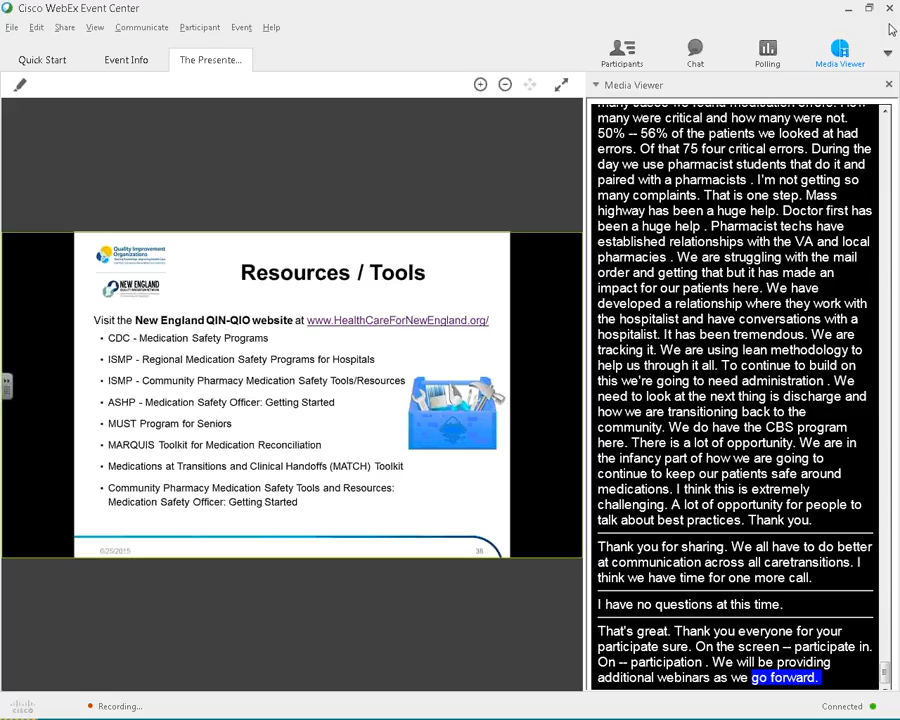 Cisco WebEx Event Center
File Edit Share View Communicate Participant Event Help
Quick Start Event Info The Presente...
Participants Chat Polling Media Viewer
Media Viewer
many were critical and how many were not.
50% -- 56% of the patients we looked at had
errors. Of that 75 four critical errors. During the
day we use pharmacist students that do it and
paired with a pharmacists . I'm not getting so
many complaints. That is one step. Mass
highway has been a huge help. Doctor first has
been a huge help . Pharmacist techs have
established relationships with the VA and local
pharmacies . We are struggling with the mail
order and getting that but it has made an
impact for our patients here. We have
developed a relationship where they work with
the hospitalist and have conversations with a
hospitalist. It has been tremendous. We are
tracking it. We are using lean methodology to
help us through it all. To continue to build on
this we're going to need administration . We
need to look at the next thing is discharge and
how we are transitioning back to the
community. We do have the CBS program
here. There is a lot of opportunity. We are in
the infancy part of how we are going to
continue to keep our patients safe around
medications. I think this is extremely
challenging. A lot of opportunity for people to
talk about best practices. Thank you.
Thank you for sharing. We all have to do better
at communication across all caretransitions. I
think we have time for one more call.
I have no questions at this time.
That's great. Thank you everyone for your
participate sure. On the screen -- participate in.
On -- participation . We will be providing
additional webinars as we go forward.
Quality Improvement
Organizations
NEW ENGLAND
Resources / Tools
Visit the New England QIN-QIO website at www.HealthCareForNewEngland.org/
• CDC - Medication Safety Programs
• ISMP - Regional Medication Safety Programs for Hospitals
• ISMP - Community Pharmacy Medication Safety Tools/Resources
• ASHP - Medication Safety Officer: Getting Started
• MUST Program for Seniors
• MARQUIS Toolkit for Medication Reconciliation
• Medications at Transitions and Clinical Handoffs (MATCH) Toolkit
• Community Pharmacy Medication Safety Tools and Resources:
Medication Safety Officer: Getting Started
6/25/2015 38
cisco Recording... Connected